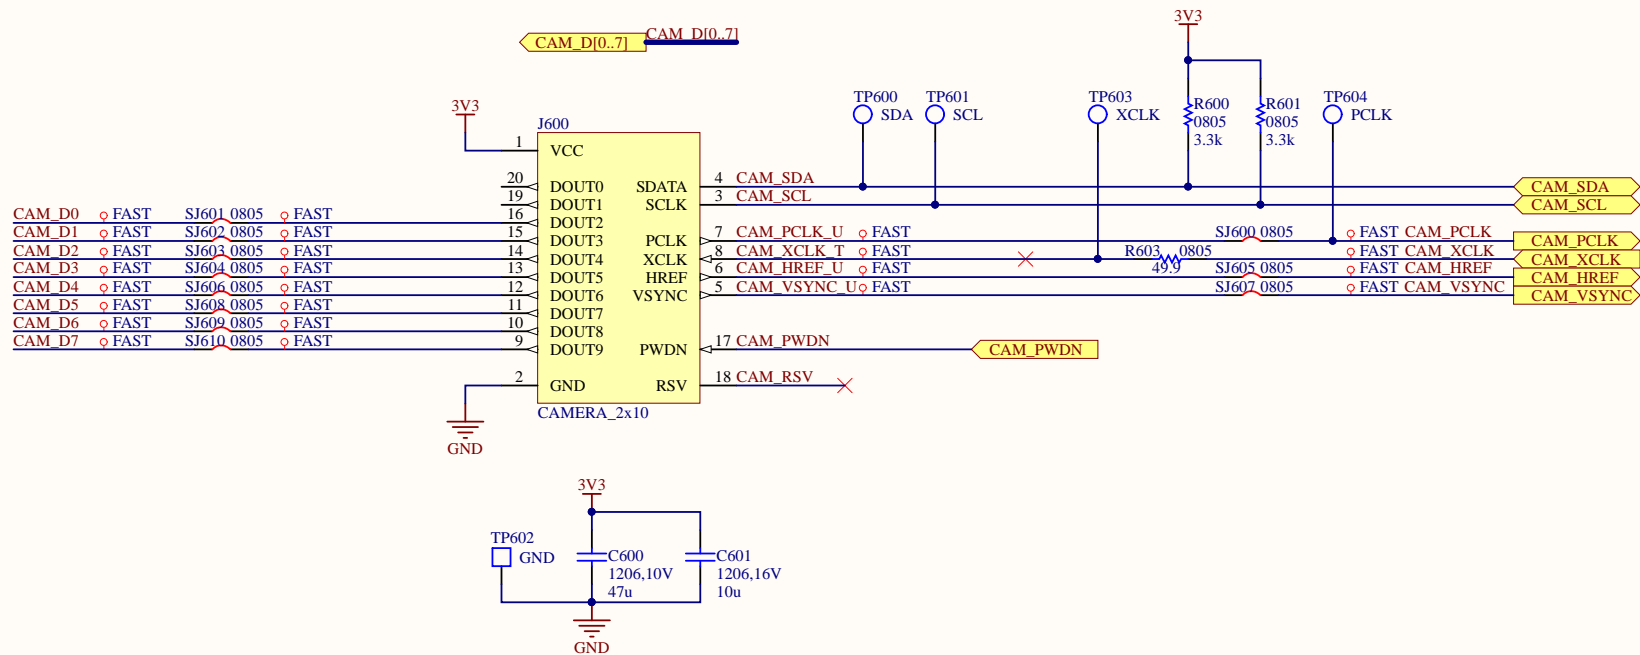 CAM_D[0..7] CAM_D[0..7]
3V3
3V3
TP600 SDA
TP601 SCL
TP603 XCLK
R600
0805
3.3k
R601
0805
3.3k
TP604 PCLK
J600
1 VCC
20 DOUT0 SDATA 4 CAM_SDA CAM_SDA
19 DOUT1 SCLK 3 CAM_SCL CAM_SCL
CAM_D0 FAST SJ601 0805 FAST 16 DOUT2
CAM_D1 FAST SJ602 0805 FAST 15 DOUT3 PCLK 7 CAM_PCLK_U FAST SJ600 0805 FAST CAM_PCLK CAM_PCLK
CAM_D2 FAST SJ603 0805 FAST 14 DOUT4 XCLK 8 CAM_XCLK_T FAST R603 0805 49.9 FAST CAM_XCLK CAM_XCLK
CAM_D3 FAST SJ604 0805 FAST 13 DOUT5 HREF 6 CAM_HREF_U FAST SJ605 0805 FAST CAM_HREF CAM_HREF
CAM_D4 FAST SJ606 0805 FAST 12 DOUT6 VSYNC 5 CAM_VSYNC_U FAST SJ607 0805 FAST CAM_VSYNC CAM_VSYNC
CAM_D5 FAST SJ608 0805 FAST 11 DOUT7
CAM_D6 FAST SJ609 0805 FAST 10 DOUT8
CAM_D7 FAST SJ610 0805 FAST 9 DOUT9 PWDN 17 CAM_PWDN CAM_PWDN
2 GND RSV 18 CAM_RSV
CAMERA_2x10
GND
3V3
TP602 GND
C600
1206,10V
47u
C601
1206,16V
10u
GND